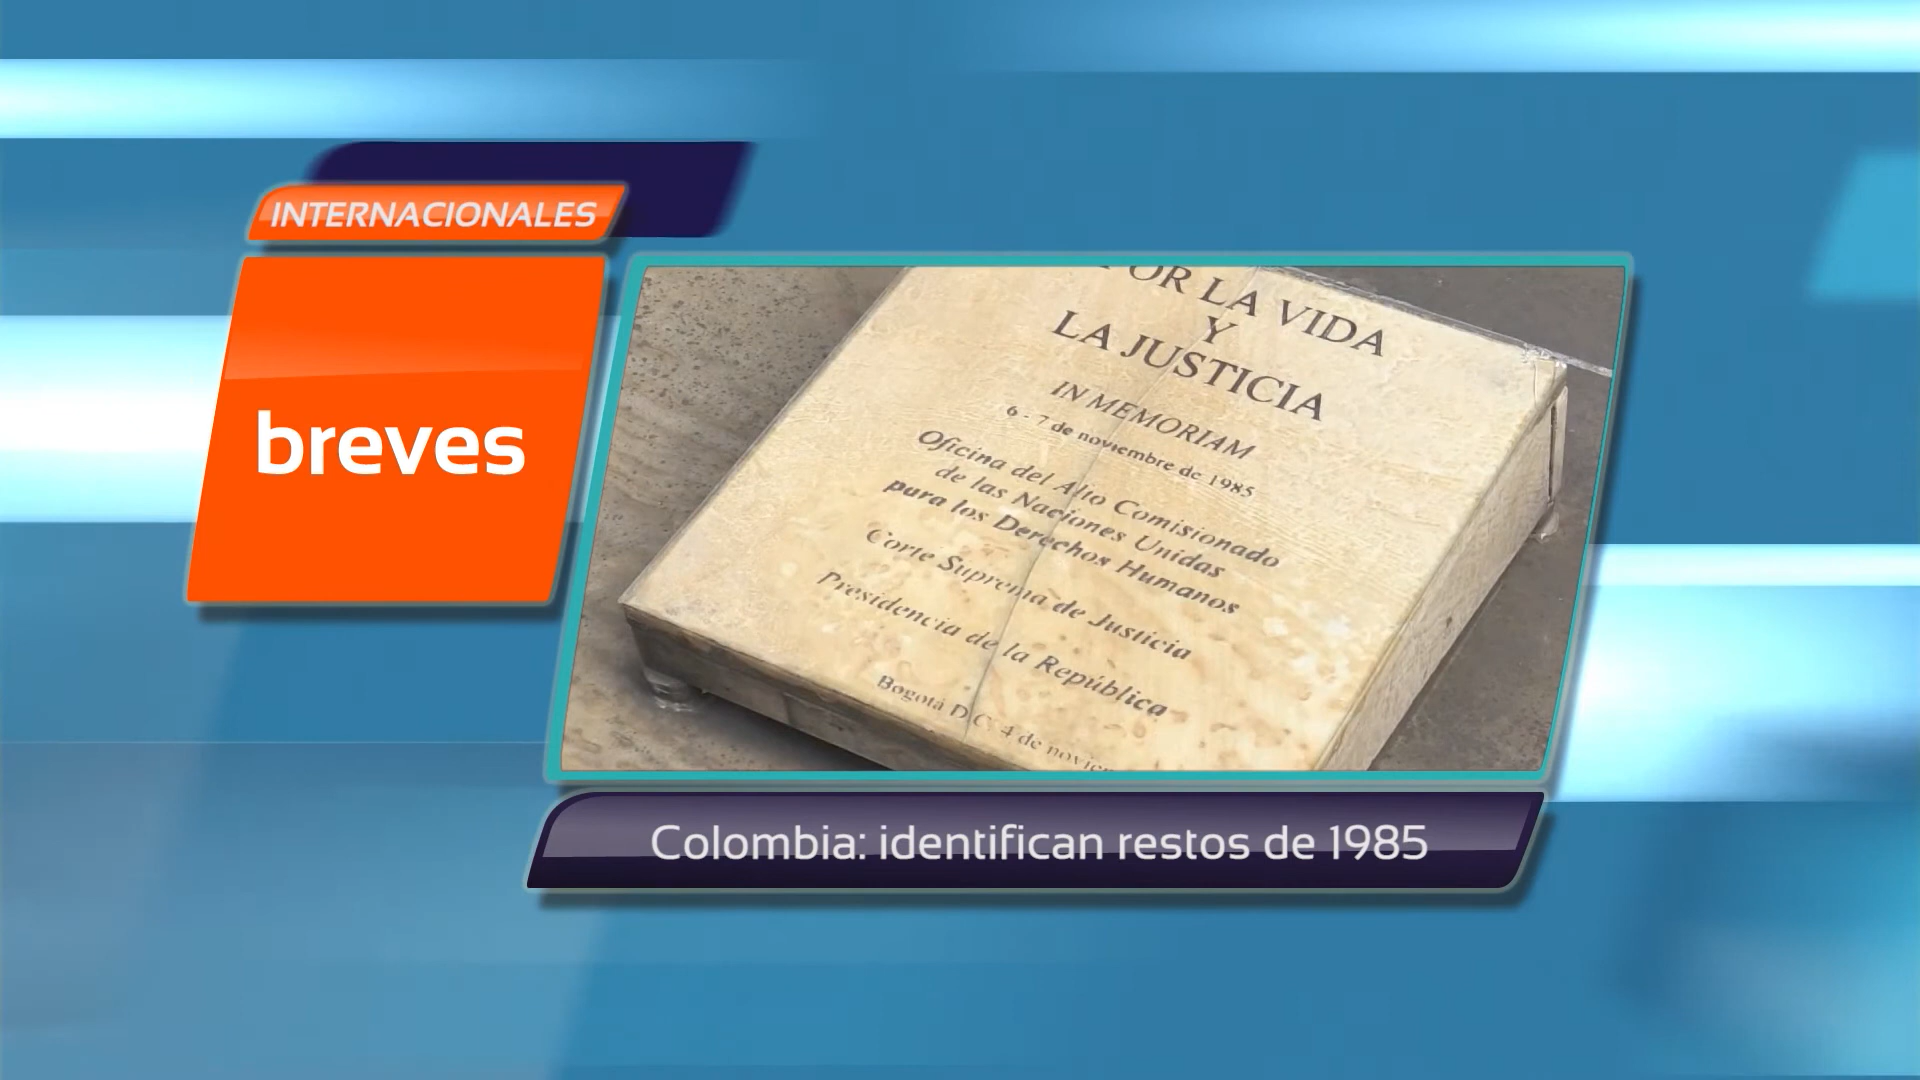 INTERNACIONALES
breves
POR LA VIDA
Y
LA JUSTICIA
IN MEMORIAM
6 - 7 de noviembre de 1985
Oficina del Alto Comisionado
de las Naciones Unidas
para los Derechos Humanos
Corte Suprema de Justicia
Presidencia de la República
Bogotá D.C. 4 de
Colombia: identifican restos de 1985